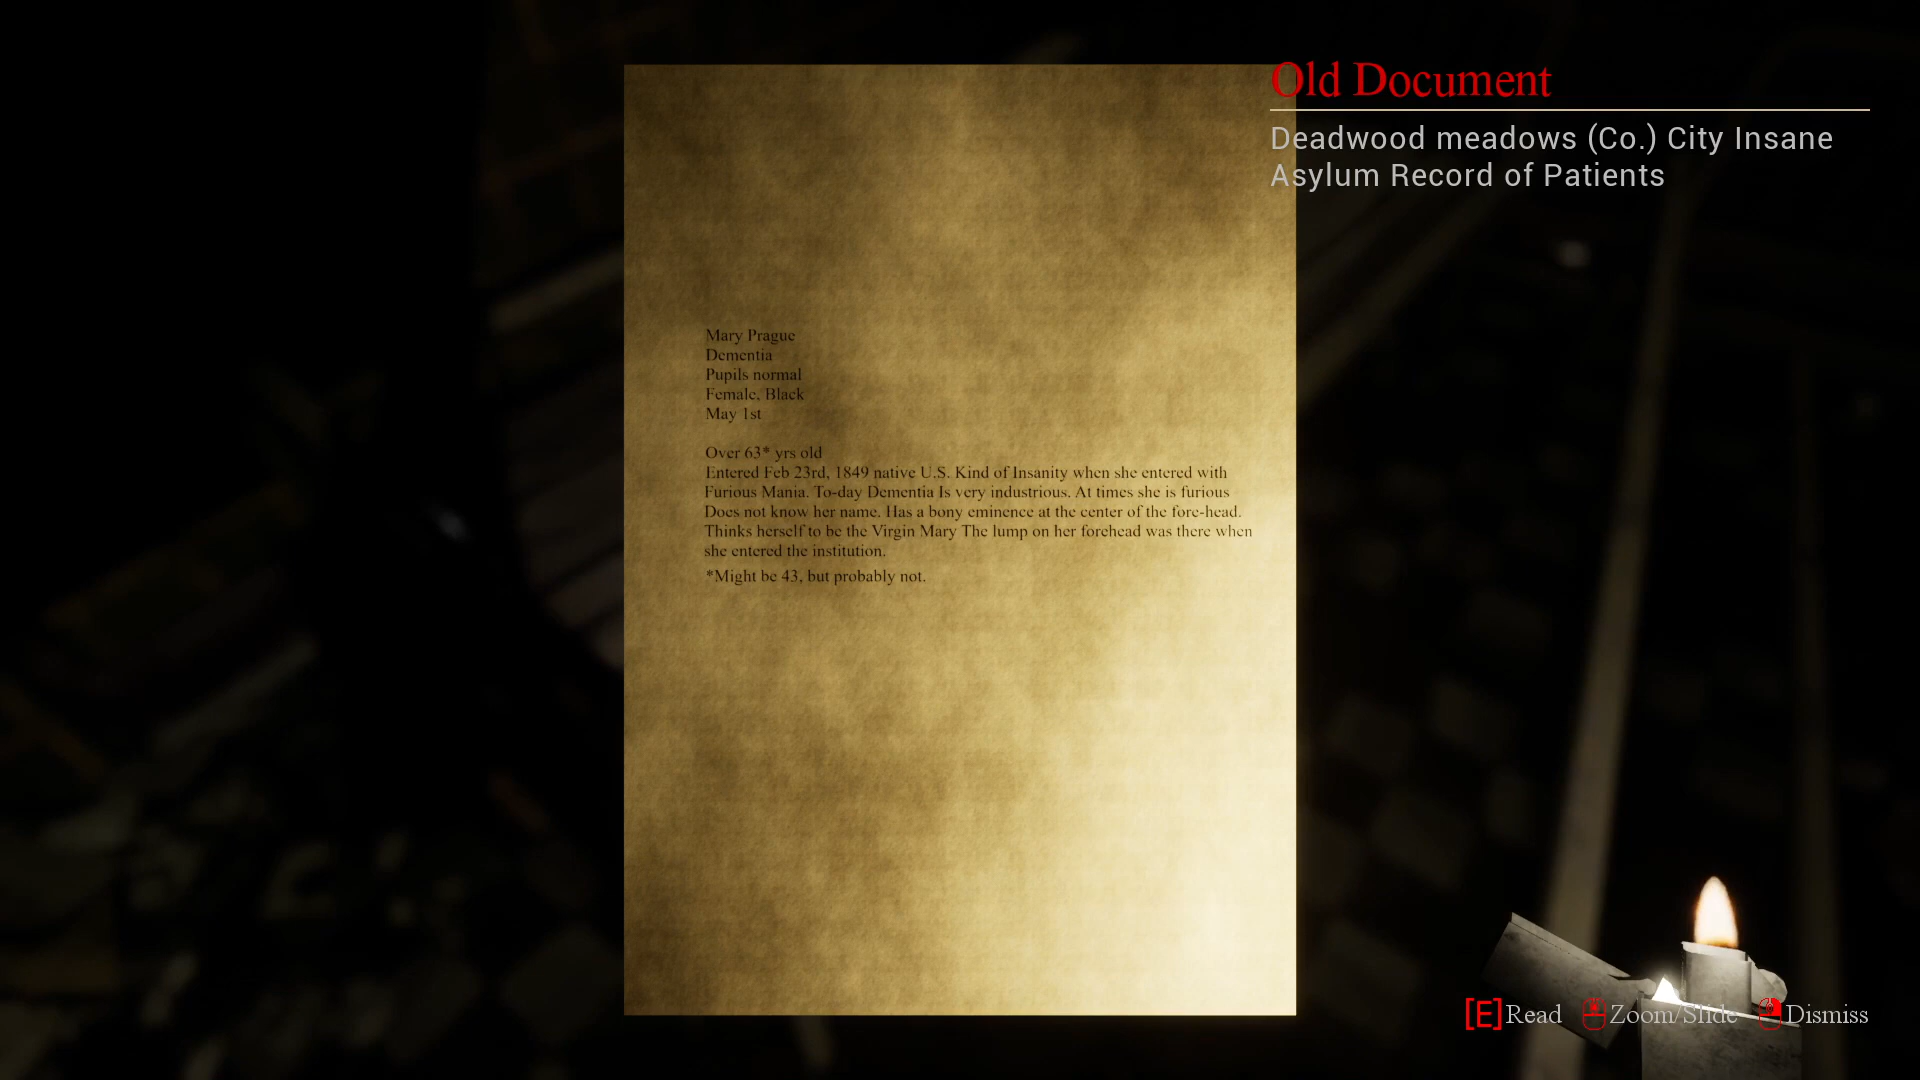 Old Document
Deadwood meadows (Co.) City Insane
Asylum Record of Patients
Mary Prague
Dementia
Pupils normal
Female, Black
May 1st
Over 63* yrs old
Entered Feb 23rd, 1849 native U.S. Kind of Insanity when she entered with
Furious Mania. To-day Dementia Is very industrious. At times she is furious
Does not know her name. Has a bony eminence at the center of the fore-head.
Thinks herself to be the Virgin Mary The lump on her forehead was there when
she entered the institution.
*Might be 43, but probably not.
[E] Read Zoom/Slide Dismiss